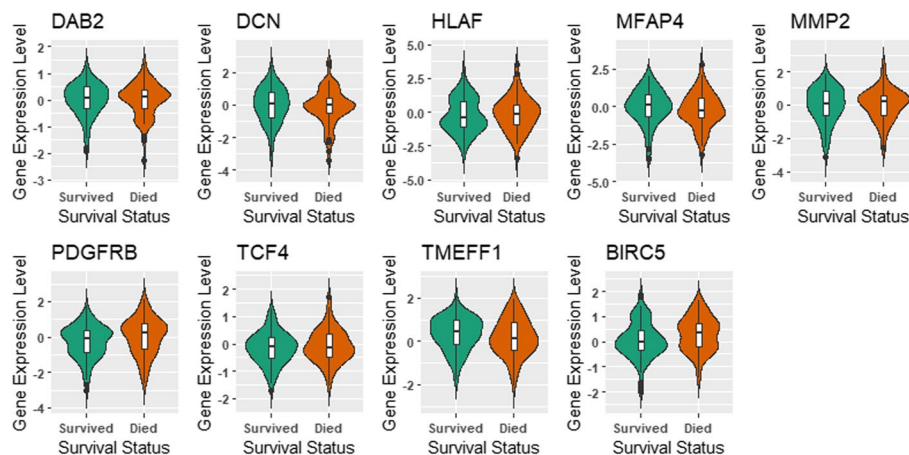 DAB2
DCN
HLAF
MFAP4
MMP2
Gene Expression Level
2
1
0
-1
-2
-3
Survived Died
Survival Status
Gene Expression Level
2
0
-2
-4
Survived Died
Survival Status
Gene Expression Level
5.0
2.5
0.0
-2.5
-5.0
Survived Died
Survival Status
Gene Expression Level
2.5
0.0
-2.5
-5.0
Survived Died
Survival Status
Gene Expression Level
2
0
-2
-4
Survived Died
Survival Status
PDGFRB
TCF4
TMEFF1
BIRC5
Gene Expression Level
2
0
-2
-4
Survived Died
Survival Status
Gene Expression Level
2
1
0
-1
-2
Survived Died
Survival Status
Gene Expression Level
2
0
-2
Survived Died
Survival Status
Gene Expression Level
2
1
0
-1
-2
Survived Died
Survival Status